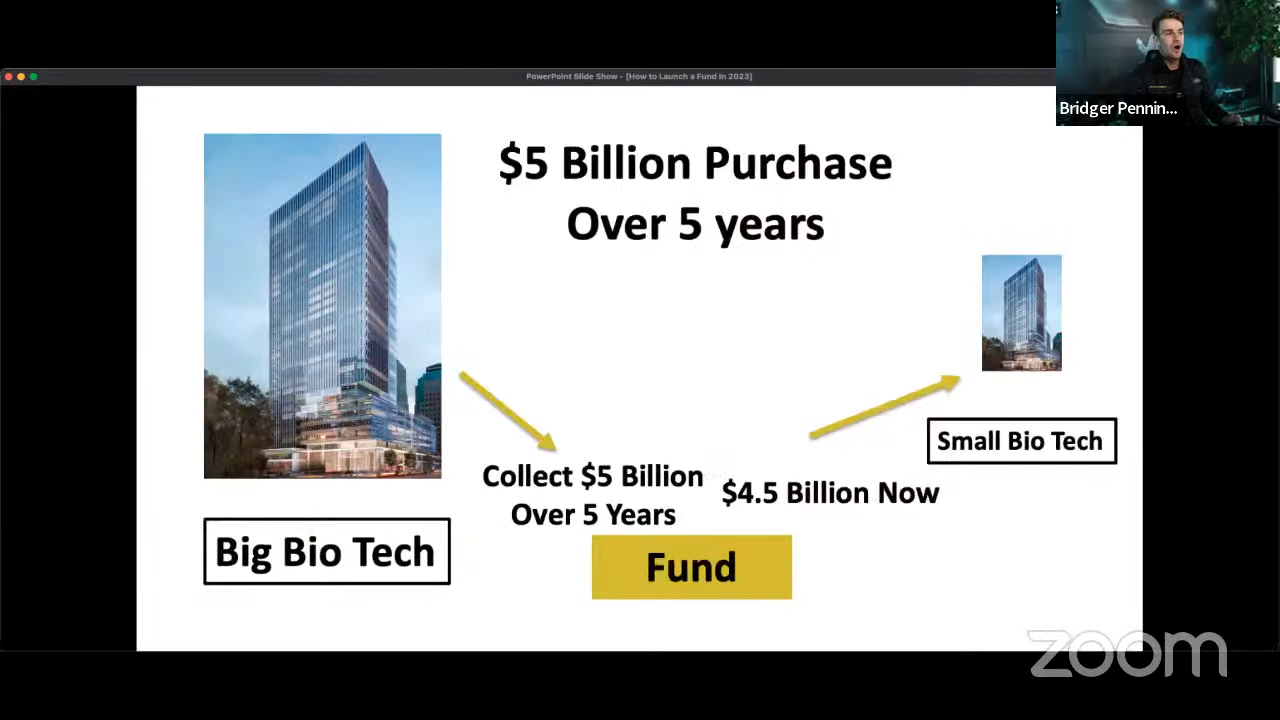 PowerPoint Slide Show - [How to Launch a Fund In 2023]
Bridger Pennin...
$5 Billion Purchase
Over 5 years
Small Bio Tech
Collect $5 Billion
Over 5 Years
$4.5 Billion Now
Big Bio Tech
Fund
zoom